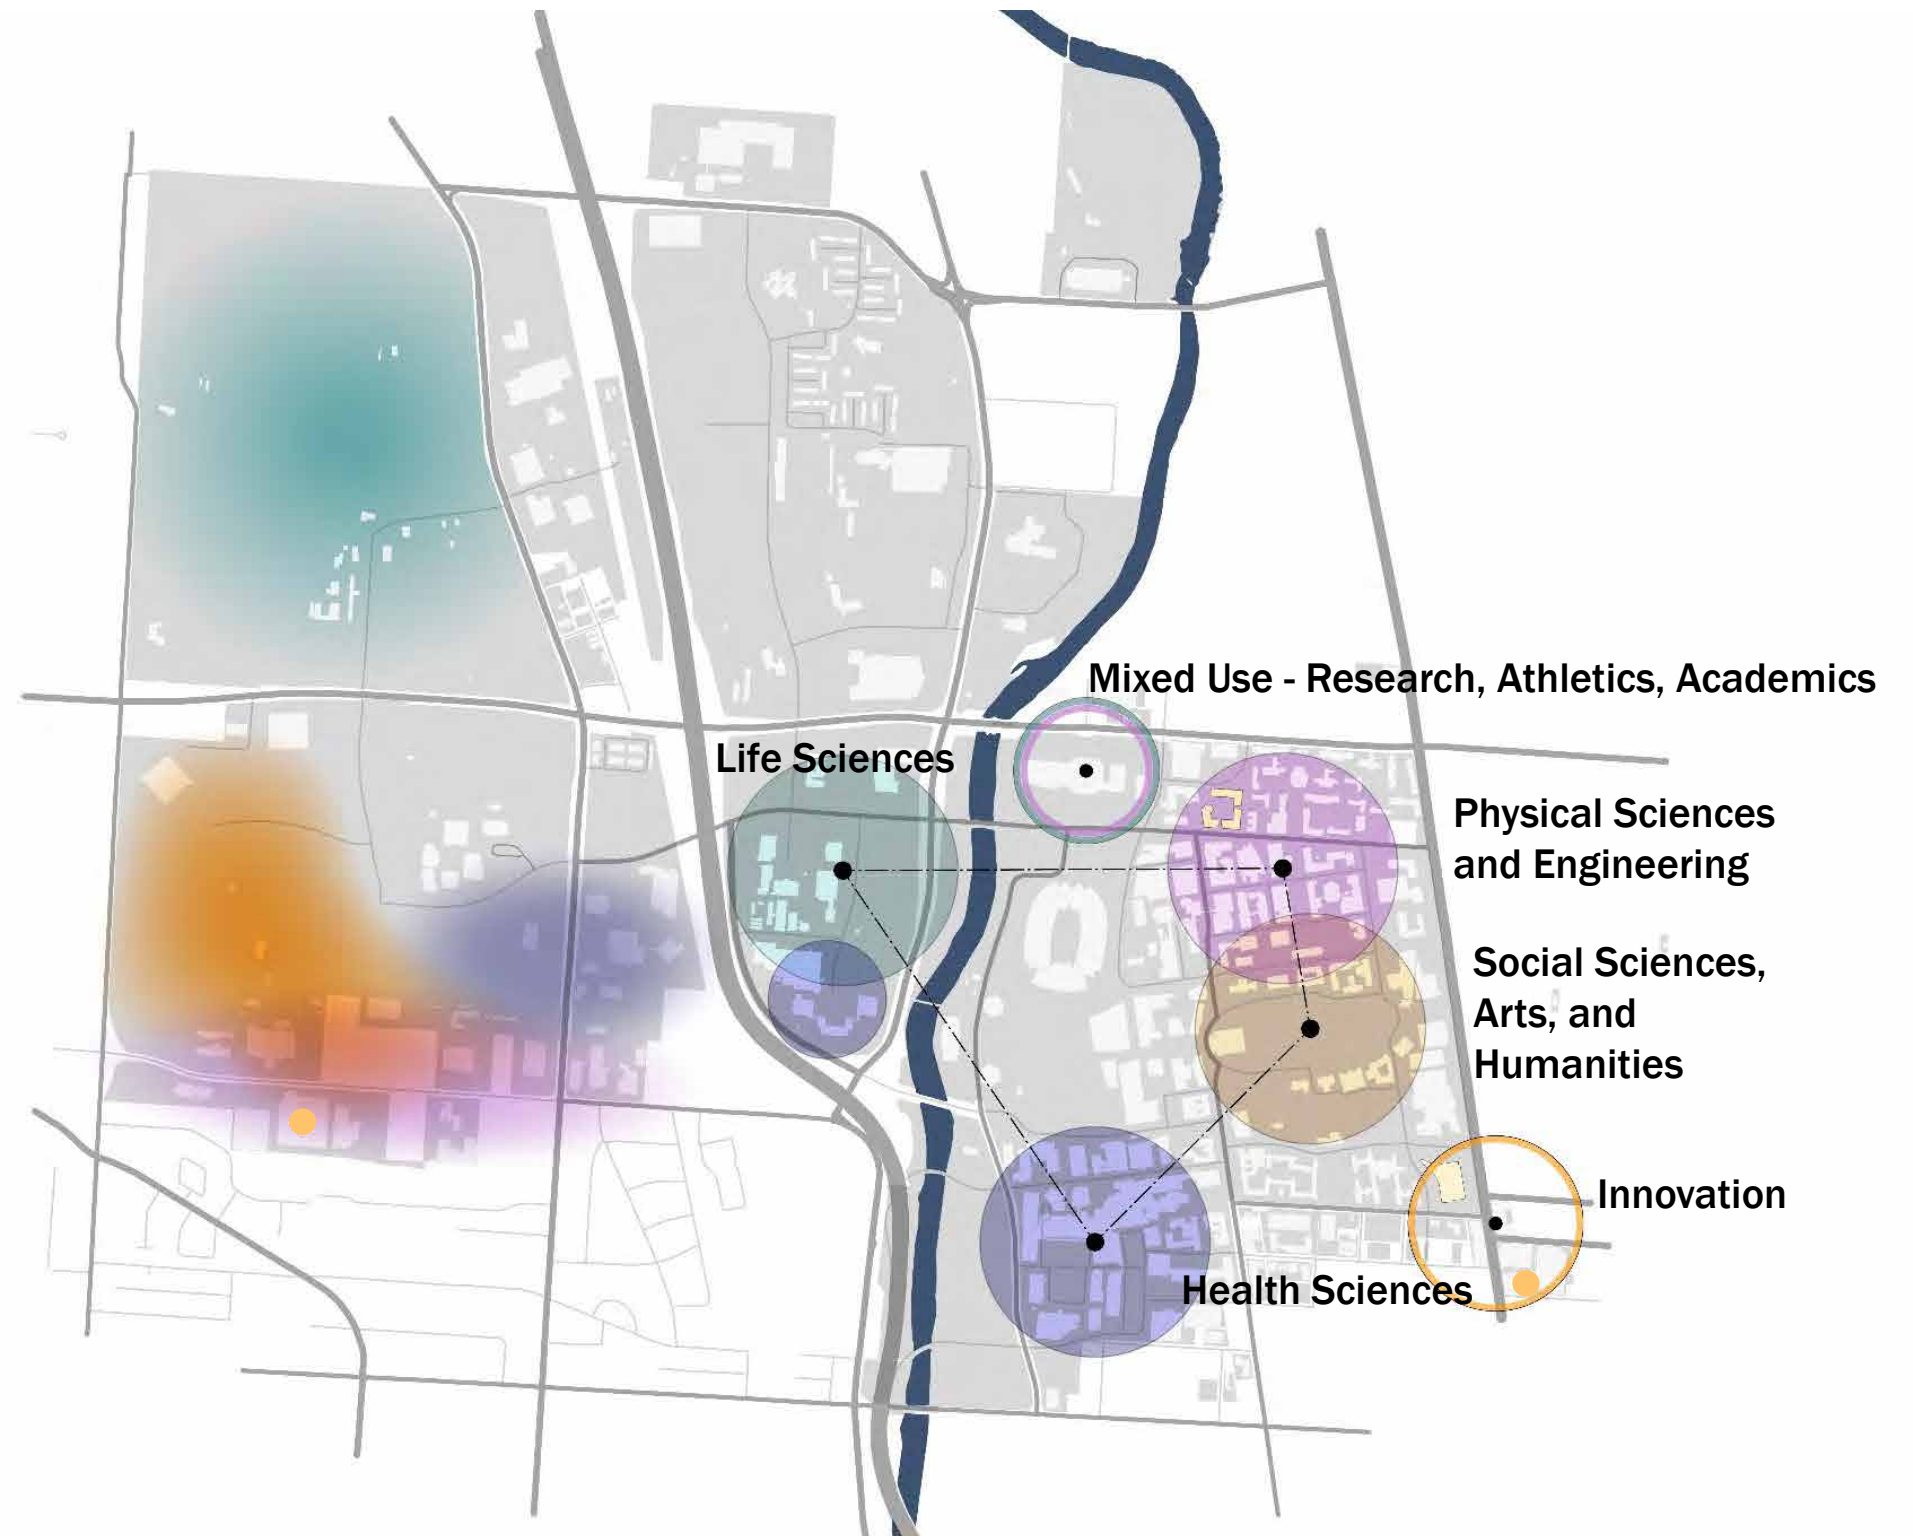 Mixed Use - Research, Athletics, Academics
Life Sciences
Physical Sciences
and Engineering
Social Sciences,
Arts, and
Humanities
Innovation
Health Sciences